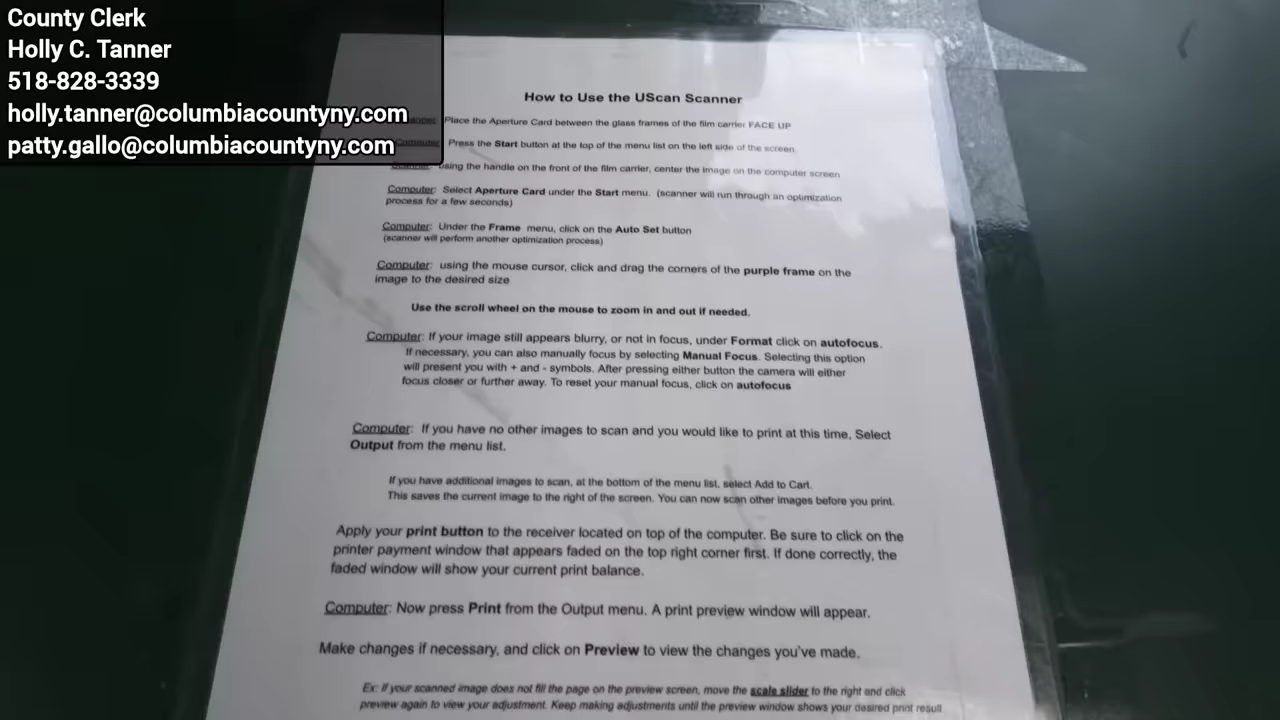 County Clerk
Holly C. Tanner
518-828-3339
holly.tanner@columbiacountyny.com
patty.gallo@columbiacountyny.com
How to Use the UScan Scanner
Place the Aperture Card between the glass frames of the film carrier FACE UP
Computer: Press the Start button at the top of the menu list on the left side of the screen.
using the handle on the front of the film carrier, center the image on the computer screen
Computer: Select Aperture Card under the Start menu. (scanner will run through an optimization
process for a few seconds)
Computer: Under the Frame menu, click on the Auto Set button
(scanner will perform another optimization process)
Computer: using the mouse cursor, click and drag the corners of the purple frame on the
image to the desired size
Use the scroll wheel on the mouse to zoom in and out if needed.
Computer: If your image still appears blurry, or not in focus, under Format click on autofocus.
If necessary, you can also manually focus by selecting Manual Focus. Selecting this option
will present you with + and - symbols. After pressing either button the camera will either
focus closer or further away. To reset your manual focus, click on autofocus
Computer: If you have no other images to scan and you would like to print at this time, Select
Output from the menu list.
If you have additional images to scan, at the bottom of the menu list, select Add to Cart.
This saves the current image to the right of the screen. You can now scan other images before you print.
Apply your print button to the receiver located on top of the computer. Be sure to click on the
printer payment window that appears faded on the top right corner first. If done correctly, the
faded window will show your current print balance.
Computer: Now press Print from the Output menu. A print preview window will appear.
Make changes if necessary, and click on Preview to view the changes you've made.
Ex: If your scanned image does not fill the page on the preview screen, move the scale slider to the right and click
preview again to view your adjustment. Keep making adjustments until the preview window shows your desired print result